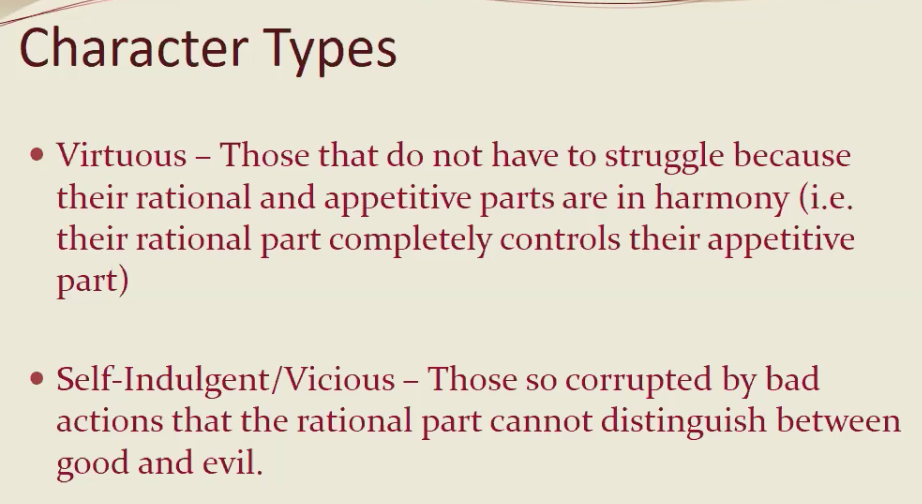 Character Types
• Virtuous – Those that do not have to struggle because
their rational and appetitive parts are in harmony (i.e.
their rational part completely controls their appetitive
part)
• Self-Indulgent/Vicious – Those so corrupted by bad
actions that the rational part cannot distinguish between
good and evil.